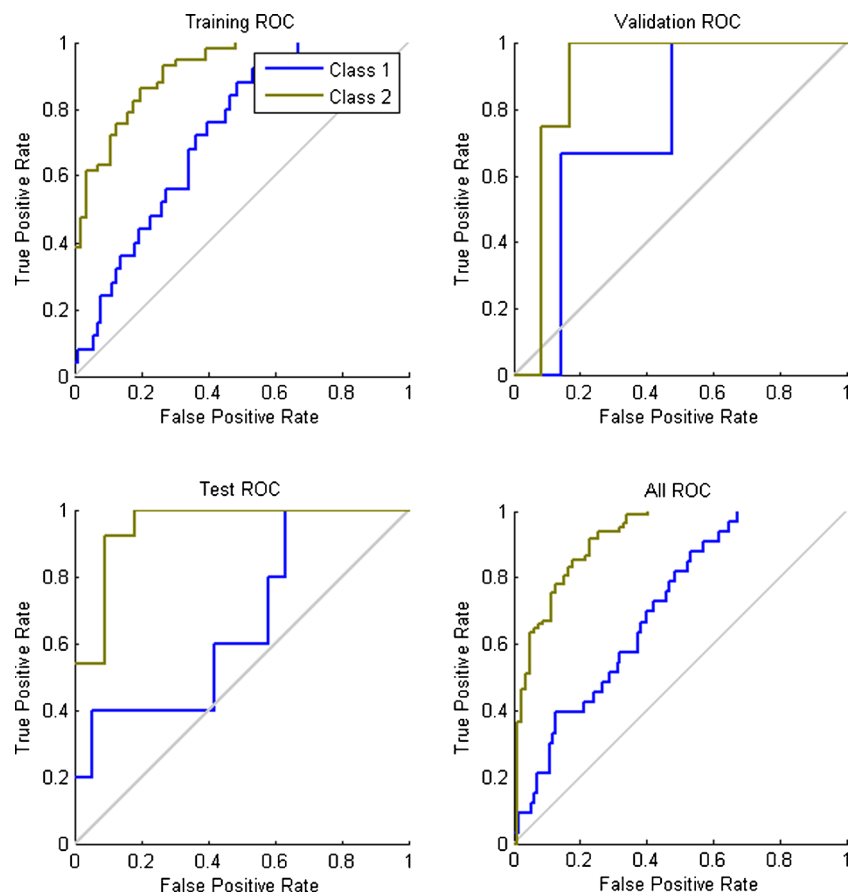 Training ROC
1
0.8
0.6
0.4
0.2
0
True Positive Rate
Class 1
Class 2
0 0.2 0.4 0.6 0.8 1
False Positive Rate
Validation ROC
1
0.8
0.6
0.4
0.2
0
True Positive Rate
0 0.2 0.4 0.6 0.8 1
False Positive Rate
Test ROC
1
0.8
0.6
0.4
0.2
0
True Positive Rate
0 0.2 0.4 0.6 0.8 1
False Positive Rate
All ROC
1
0.8
0.6
0.4
0.2
0
True Positive Rate
0 0.2 0.4 0.6 0.8 1
False Positive Rate